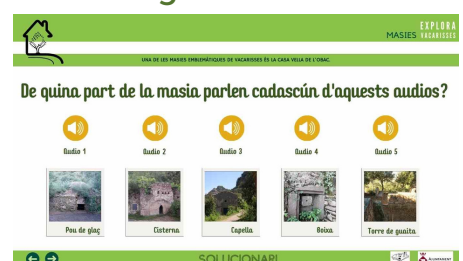 EXPLORA
MASIES VACARISSES
UNA DE LES MASIES EMBLEMÀTIQUES DE VACARISSES ÉS LA CASA VELLA DE L'OBAC.
De quina part de la masia parlen cadascún d'aquests audios?
Audio 1
Audio 2
Audio 3
Audio 4
Audio 5
Pou de glaç
Cisterna
Capella
Boixa
Torre de guaita
SOLUCIONARI